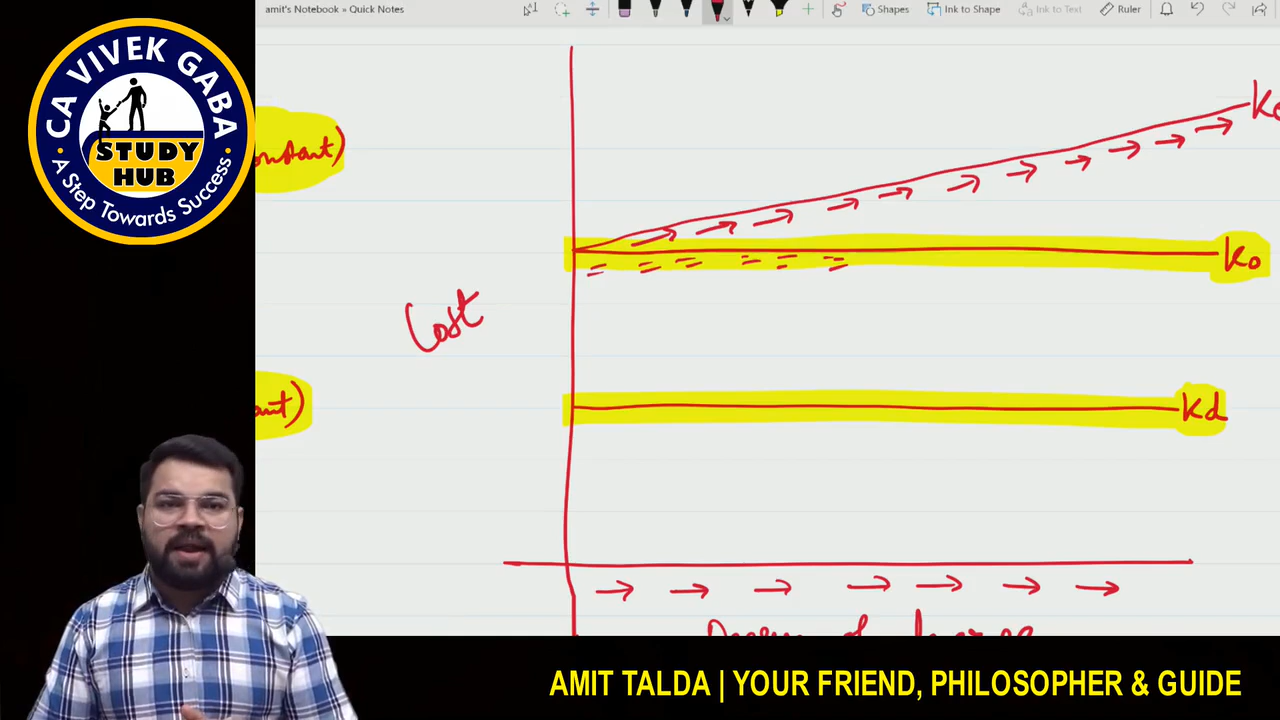 amit's Notebook » Quick Notes
Shapes
Ink to Shape
Ink to Text
Ruler
CA VIVEK GABA
STUDY
HUB
• A Step Towards Success •
Ko
Cost
Kd
AMIT TALDA | YOUR FRIEND, PHILOSOPHER & GUIDE